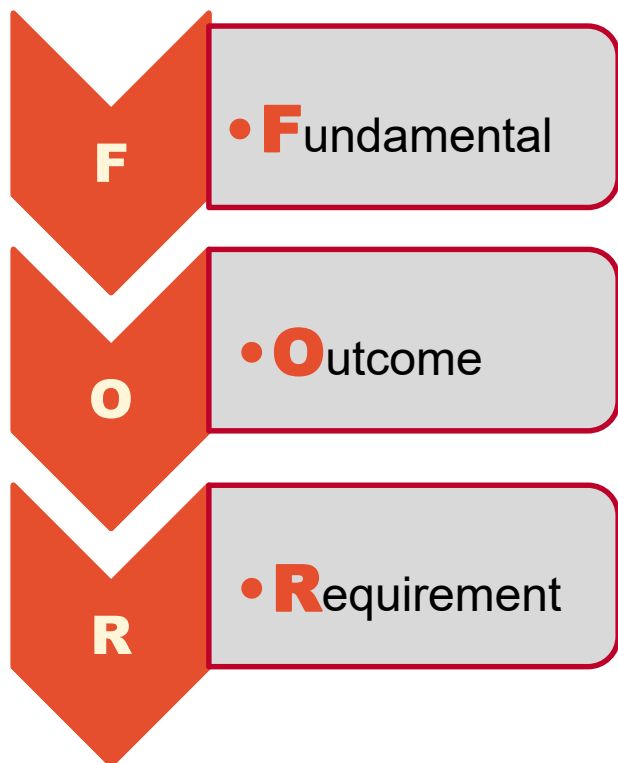 F
• Fundamental
O
• Outcome
R
• Requirement